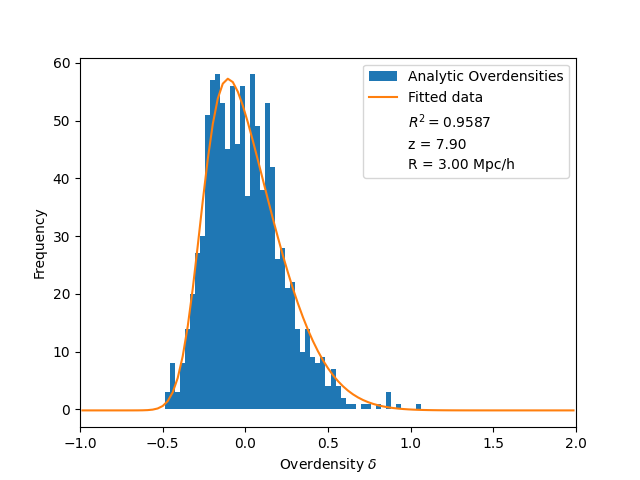 60
50
40
30
20
10
0
Frequency
−1.0 −0.5 0.0 0.5 1.0 1.5 2.0
Overdensity δ
Analytic Overdensities
Fitted data
R² = 0.9587
z = 7.90
R = 3.00 Mpc/h